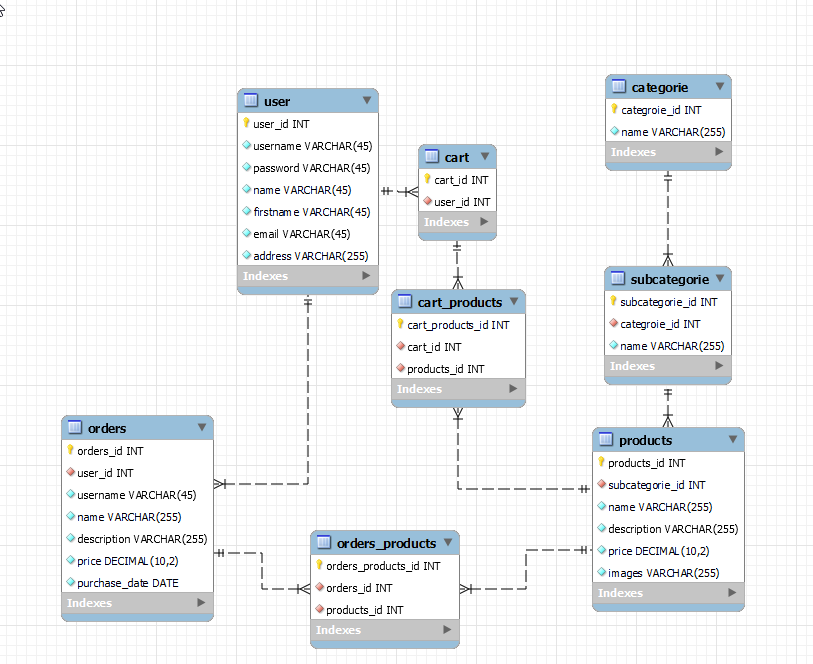 user
user_id INT
username VARCHAR(45)
password VARCHAR(45)
name VARCHAR(45)
firstname VARCHAR(45)
email VARCHAR(45)
address VARCHAR(255)
Indexes
cart
cart_id INT
user_id INT
Indexes
categorie
categroie_id INT
name VARCHAR(255)
Indexes
cart_products
cart_products_id INT
cart_id INT
products_id INT
Indexes
subcategorie
subcategorie_id INT
categroie_id INT
name VARCHAR(255)
Indexes
orders
orders_id INT
user_id INT
username VARCHAR(45)
name VARCHAR(255)
description VARCHAR(255)
price DECIMAL(10,2)
purchase_date DATE
Indexes
orders_products
orders_products_id INT
orders_id INT
products_id INT
Indexes
products
products_id INT
subcategorie_id INT
name VARCHAR(255)
description VARCHAR(255)
price DECIMAL(10,2)
images VARCHAR(255)
Indexes